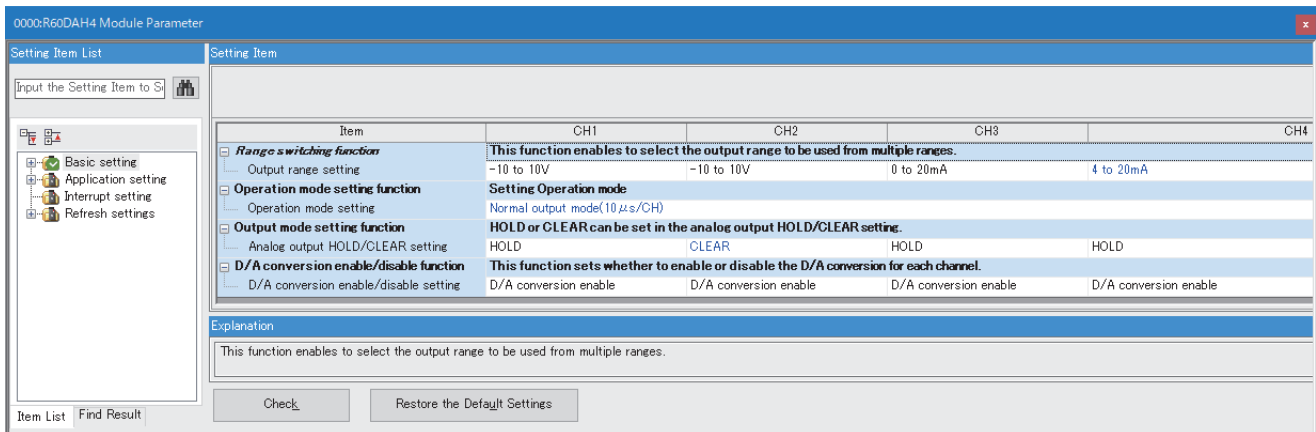 0000:R60DAH4 Module Parameter
x
Setting Item List
Setting Item
Input the Setting Item to S
Basic setting
Application setting
Interrupt setting
Refresh settings
Item List
Find Result
Item CH1 CH2 CH3 CH4
Range switching function This function enables to select the output range to be used from multiple ranges.
Output range setting -10 to 10V -10 to 10V 0 to 20mA 4 to 20mA
Operation mode setting function Setting Operation mode
Operation mode setting Normal output mode(10μs/CH)
Output mode setting function HOLD or CLEAR can be set in the analog output HOLD/CLEAR setting.
Analog output HOLD/CLEAR setting HOLD CLEAR HOLD HOLD
D/A conversion enable/disable function This function sets whether to enable or disable the D/A conversion for each channel.
D/A conversion enable/disable setting D/A conversion enable D/A conversion enable D/A conversion enable D/A conversion enable
Explanation
This function enables to select the output range to be used from multiple ranges.
Check
Restore the Default Settings